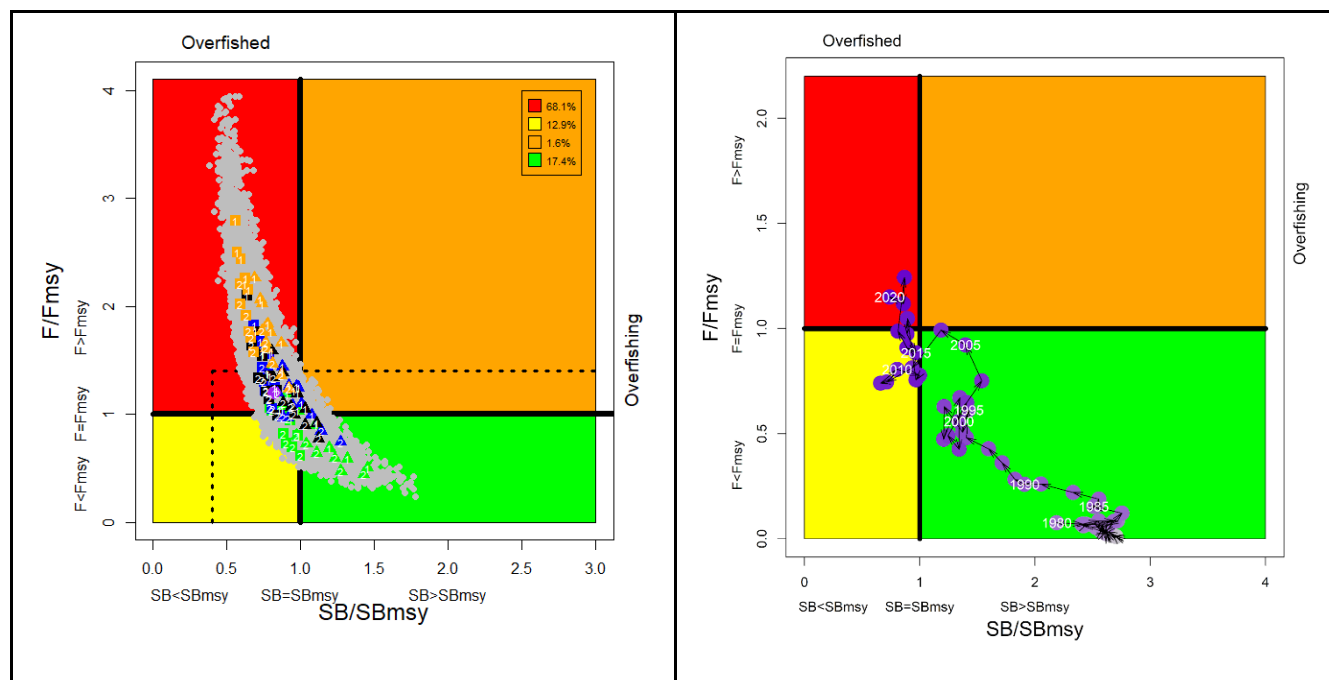 Overfished
4
3
2
1
0
F/Fmsy
F>Fmsy
F=Fmsy
F<Fmsy
68.1%
12.9%
1.6%
17.4%
Overfishing
0.0 0.5 1.0 1.5 2.0 2.5 3.0
SB<SBmsy SB=SBmsy SB>SBmsy
SB/SBmsy
Overfished
2.0
1.5
1.0
0.5
0.0
F/Fmsy
F>Fmsy
F=Fmsy
F<Fmsy
2020
2005
2015
2010
1995
2000
1990
1985
1980
Overfishing
0 1 2 3 4
SB<SBmsy SB=SBmsy SB>SBmsy
SB/SBmsy